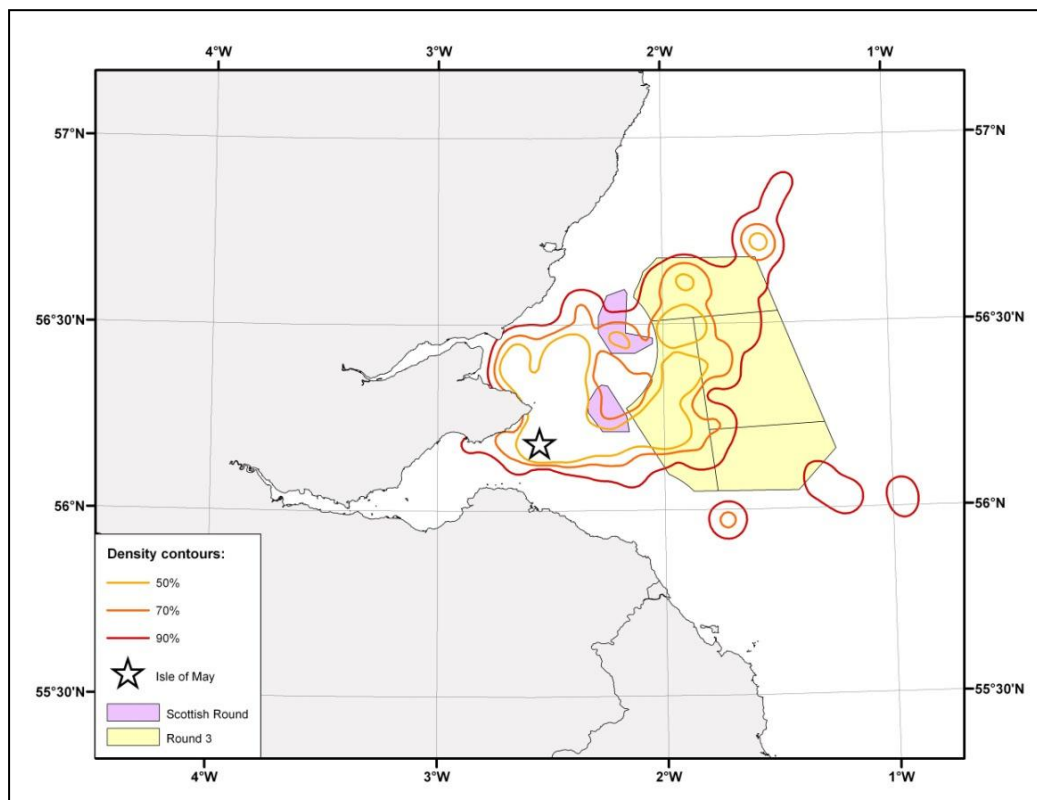 4°W 3°W 2°W 1°W
57°N 57°N
56°30'N 56°30'N
56°N 56°N
55°30'N 55°30'N
Density contours:
50%
70%
90%
Isle of May
Scottish Round
Round 3
4°W 3°W 2°W 1°W